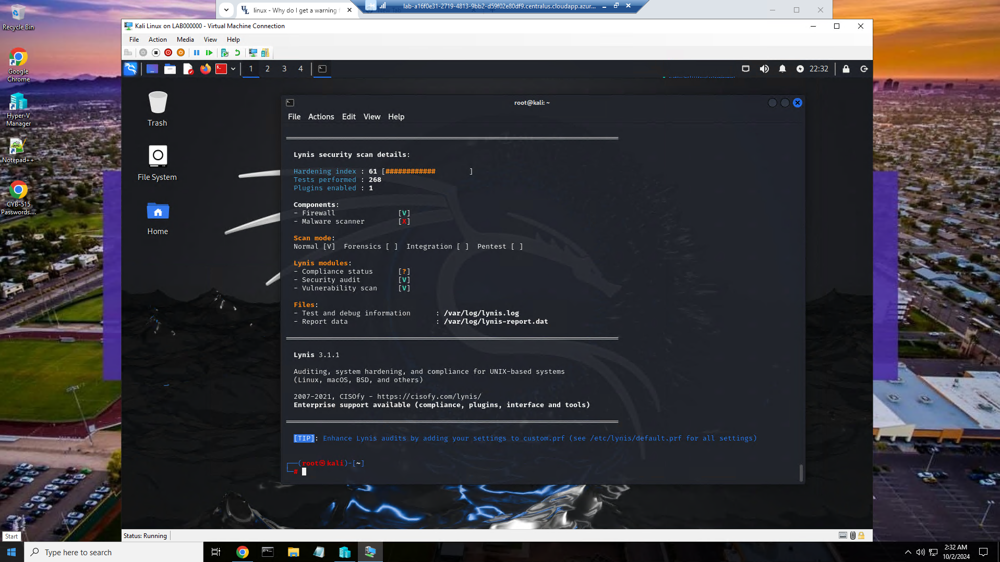 Recycle Bin
Google
Chrome
Hyper-V
Manager
Notepad++
CYB-515
Passwords....
linux - Why do I get a warning f
lab-a16f0e31-2719-4813-9bb2-d59f02e80df9.centralus.cloudapp.azur...
Kali Linux on LAB000000 - Virtual Machine Connection
File Action Media View Help
1 2 3 4
22:32
Trash
File System
Home
root@kali: ~
File Actions Edit View Help
Lynis security scan details:
Hardening index : 61 [############        ]
Tests performed : 268
Plugins enabled : 1
Components:
- Firewall [V]
- Malware scanner [X]
Scan mode:
Normal [V] Forensics [ ] Integration [ ] Pentest [ ]
Lynis modules:
- Compliance status [?]
- Security audit [V]
- Vulnerability scan [V]
Files:
- Test and debug information : /var/log/lynis.log
- Report data : /var/log/lynis-report.dat
Lynis 3.1.1
Auditing, system hardening, and compliance for UNIX-based systems
(Linux, macOS, BSD, and others)
2007-2021, CISOfy - https://cisofy.com/lynis/
Enterprise support available (compliance, plugins, interface and tools)
[TIP]: Enhance Lynis audits by adding your settings to custom.prf (see /etc/lynis/default.prf for all settings)
(root㉿kali)-[~]
#
Status: Running
Start
Type here to search
2:32 AM
10/2/2024